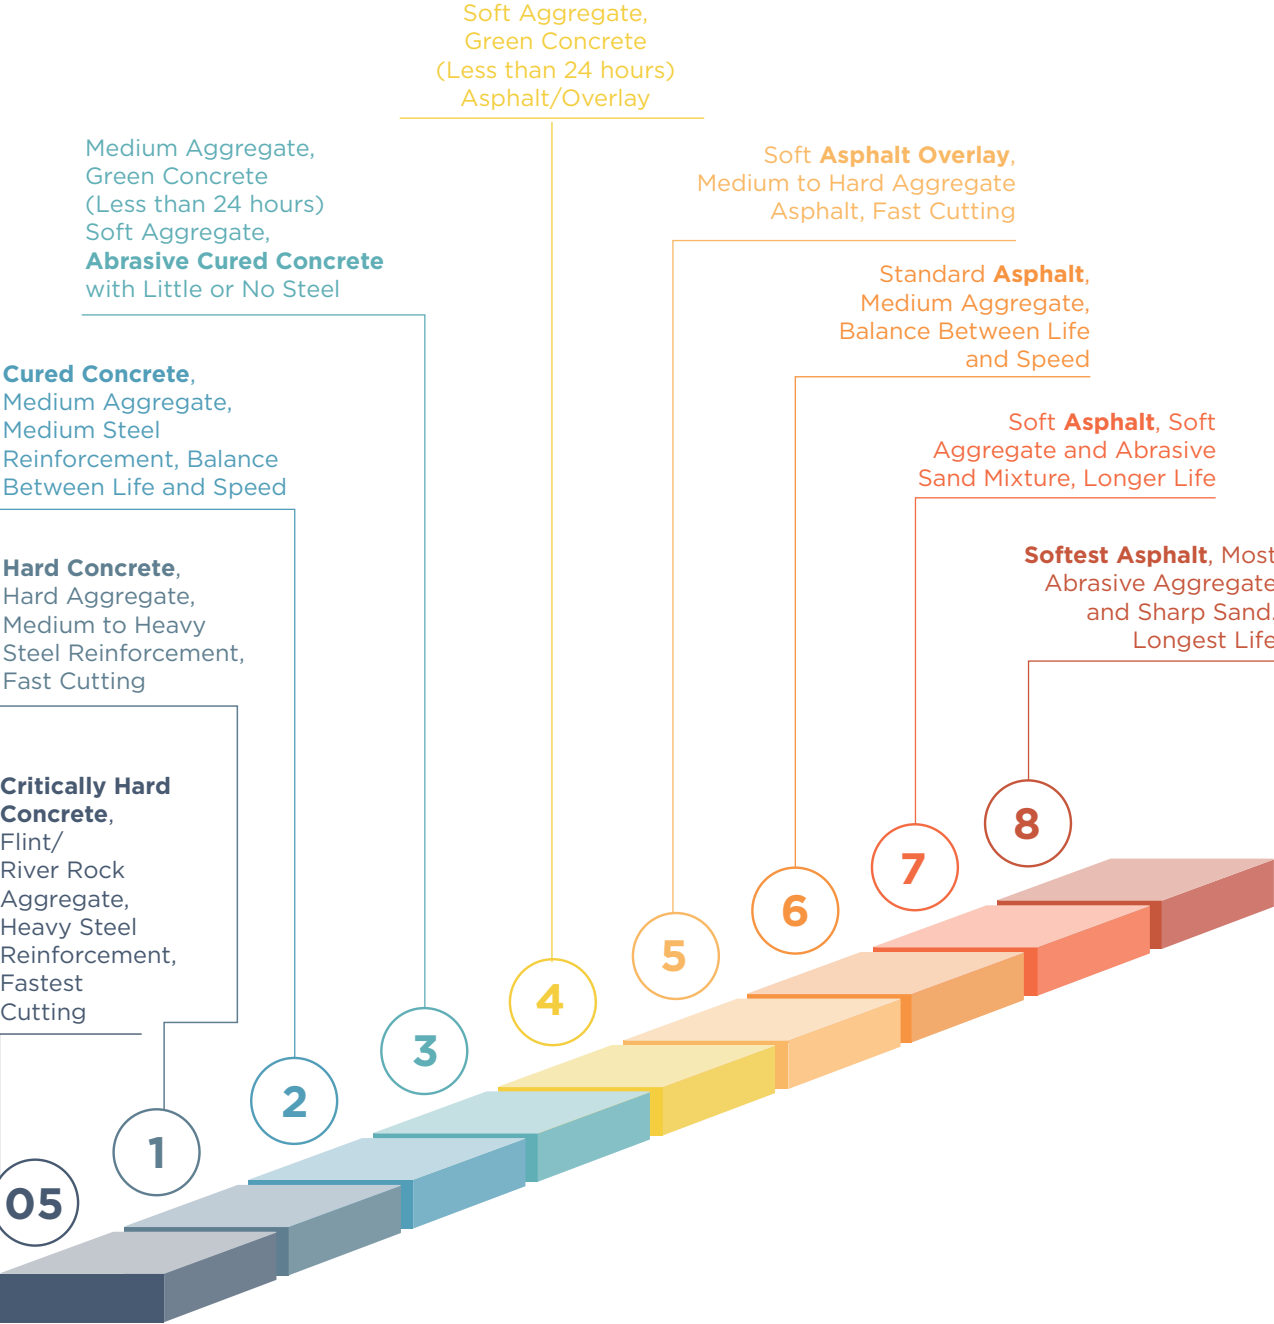 Soft Aggregate,
Green Concrete
(Less than 24 hours)
Asphalt/Overlay
Medium Aggregate,
Green Concrete
(Less than 24 hours)
Soft Aggregate,
Abrasive Cured Concrete
with Little or No Steel
Soft Asphalt Overlay,
Medium to Hard Aggregate
Asphalt, Fast Cutting
Standard Asphalt,
Medium Aggregate,
Balance Between Life
and Speed
Cured Concrete,
Medium Aggregate,
Medium Steel
Reinforcement, Balance
Between Life and Speed
Soft Asphalt, Soft
Aggregate and Abrasive
Sand Mixture, Longer Life
Hard Concrete,
Hard Aggregate,
Medium to Heavy
Steel Reinforcement,
Fast Cutting
Softest Asphalt, Most
Abrasive Aggregate
and Sharp Sand.
Longest Life
Critically Hard
Concrete,
Flint/
River Rock
Aggregate,
Heavy Steel
Reinforcement,
Fastest
Cutting
05
1
2
3
4
5
6
7
8